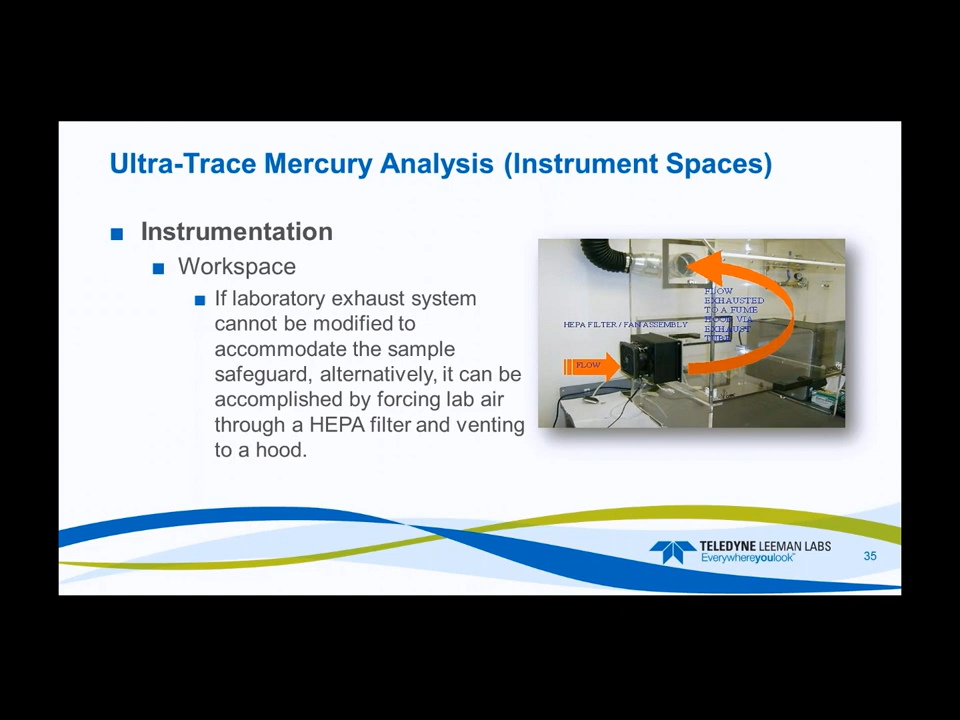 Ultra-Trace Mercury Analysis (Instrument Spaces)
Instrumentation
Workspace
If laboratory exhaust system
cannot be modified to
accommodate the sample
safeguard, alternatively, it can be
accomplished by forcing lab air
through a HEPA filter and venting
to a hood.
FLOW
EXHAUSTED
TO A FUME
HOOD VIA
EXHAUST
TUBE
HEPA FILTER / FAN ASSEMBLY
FLOW
TELEDYNE LEEMAN LABS
Everywhereyoulook™
35